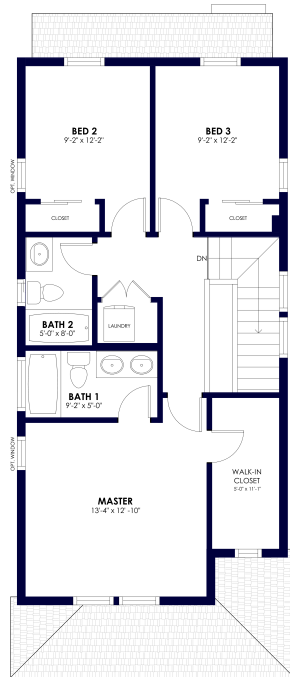 BED 2
9'-2" x 12'-2"
BED 3
9'-2" x 12'-2"
OPT. WINDOW
CLOSET
CLOSET
DN
LAUNDRY
BATH 2
5'-0" x 8'-0"
BATH 1
9'-2" x 5'-0"
OPT. WINDOW
WALK-IN
CLOSET
5'-0" x 11'-1"
MASTER
13'-4" x 12' -10"